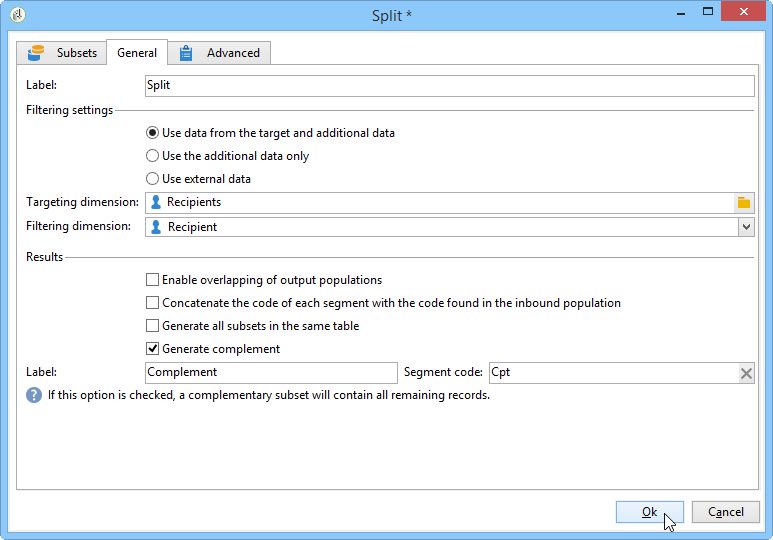 Split *
Subsets General Advanced
Label: Split
Filtering settings
Use data from the target and additional data
Use the additional data only
Use external data
Targeting dimension: Recipients
Filtering dimension: Recipient
Results
Enable overlapping of output populations
Concatenate the code of each segment with the code found in the inbound population
Generate all subsets in the same table
Generate complement
Label: Complement Segment code: Cpt
? If this option is checked, a complementary subset will contain all remaining records.
Ok Cancel